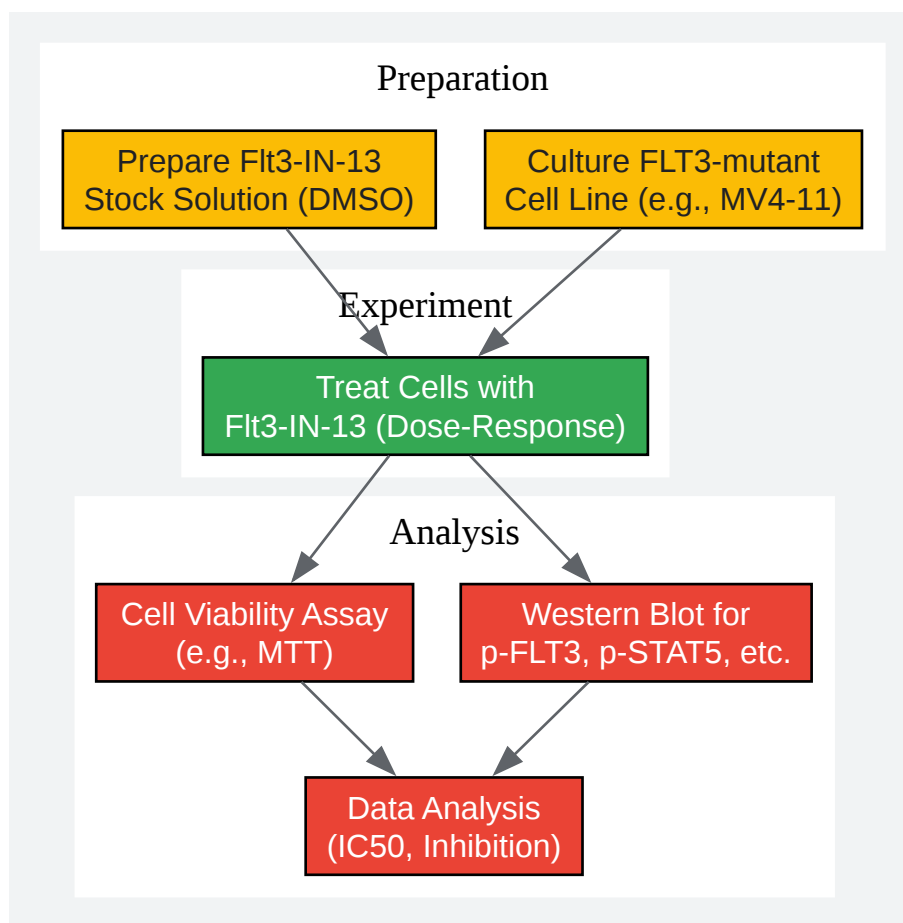 Preparation
Prepare Flt3-IN-13
Stock Solution (DMSO)
Culture FLT3-mutant
Cell Line (e.g., MV4-11)
Experiment
Treat Cells with
Flt3-IN-13 (Dose-Response)
Analysis
Cell Viability Assay
(e.g., MTT)
Western Blot for
p-FLT3, p-STAT5, etc.
Data Analysis
(IC50, Inhibition)